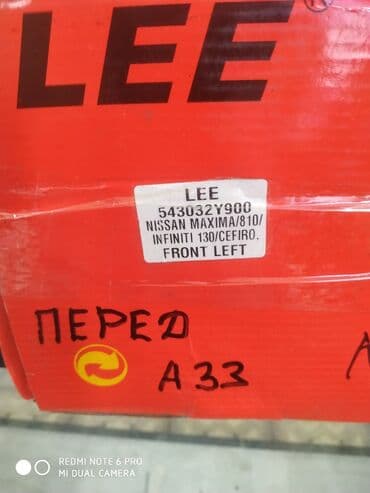 LEE®
LEE
543032Y900
NISSAN MAXIMA/810/
INFINITI 130/CEFIRO,
FRONT LEFT
ПЕРЕД
А33
REDMI NOTE 6 PRO
MI DUAL CAMERA